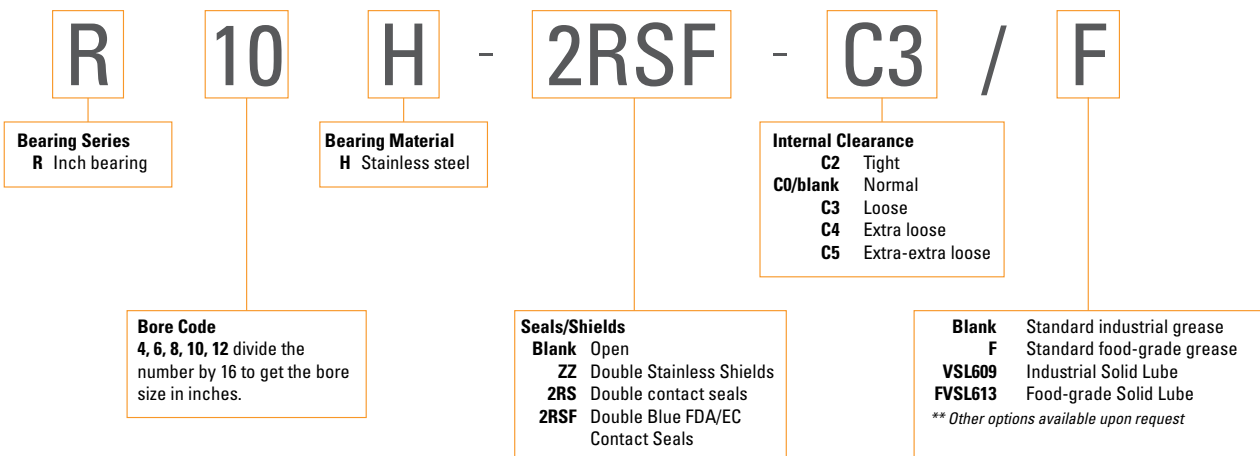 R 10 H - 2RSF - C3 / F
Bearing Series
R Inch bearing
Bearing Material
H Stainless steel
Internal Clearance
C2 Tight
C0/blank Normal
C3 Loose
C4 Extra loose
C5 Extra-extra loose
Bore Code
4, 6, 8, 10, 12 divide the
number by 16 to get the bore
size in inches.
Seals/Shields
Blank Open
ZZ Double Stainless Shields
2RS Double contact seals
2RSF Double Blue FDA/EC
Contact Seals
Blank Standard industrial grease
F Standard food-grade grease
VSL609 Industrial Solid Lube
FVSL613 Food-grade Solid Lube
** Other options available upon request